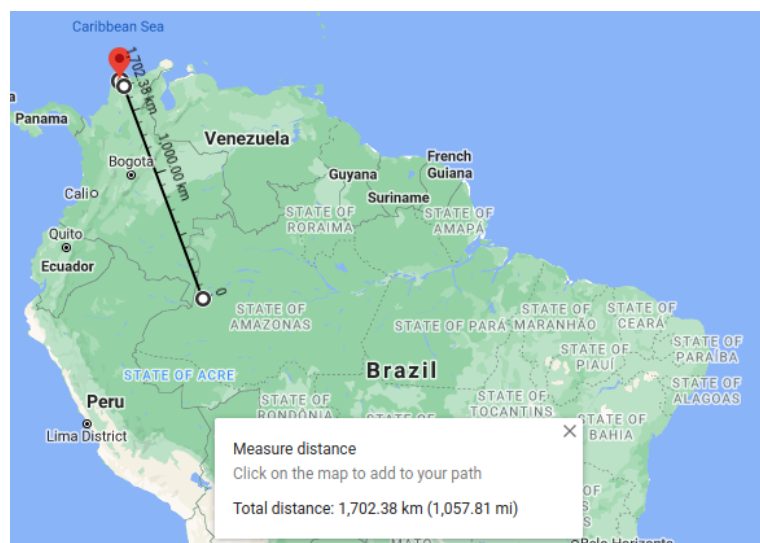 Caribbean Sea
1,702.38 km
a
Panama
Venezuela
1,000.00 km
Bogota
Guyana
French
Guiana
Cali
Suriname
STATE OF
RORAIMA
STATE OF
AMAPÁ
Quito
Ecuador
0
STATE OF
AMAZONAS
STATE OF PARÁ
STATE OF
MARANHÃO
STATE OF
CEARÁ
STATE OF
PIAUÍ
STATE OF
PARAÍBA
STATE OF ACRE
Brazil
STATE OF
ALAGOAS
Peru
STATE OF
RONDÔNIA
STATE OF
TOCANTINS
STATE OF
BAHIA
Lima District
Measure distance
Click on the map to add to your path
Total distance: 1,702.38 km (1,057.81 mi)
OF
S
S